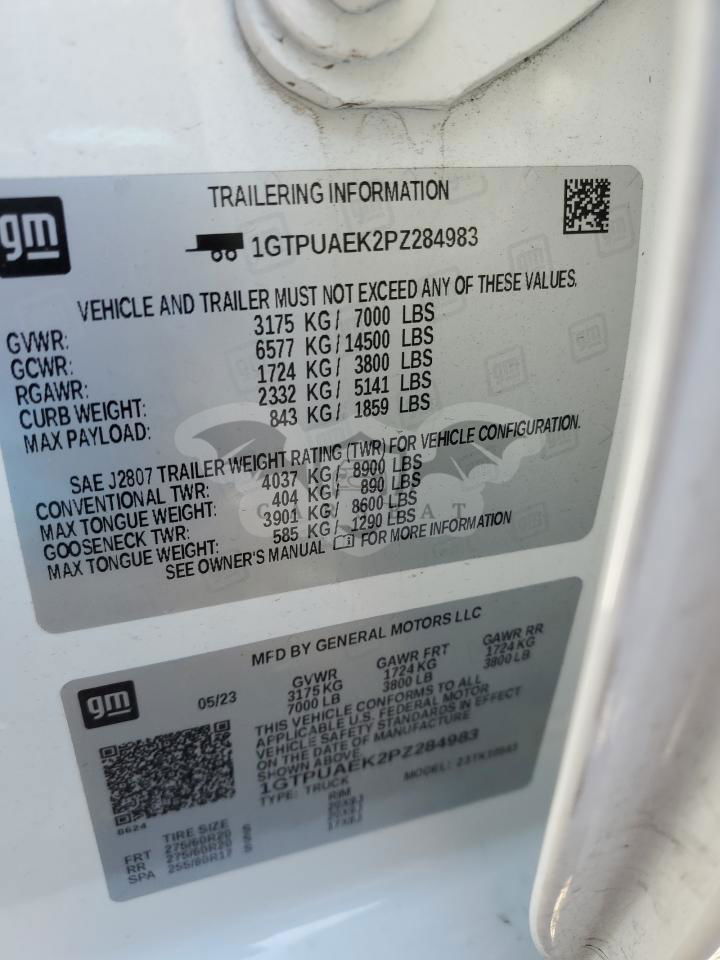 gm
TRAILERING INFORMATION
1GTPUAEK2PZ284983
VEHICLE AND TRAILER MUST NOT EXCEED ANY OF THESE VALUES.
GVWR: 3175 KG/ 7000 LBS
GCWR: 6577 KG/ 14500 LBS
RGAWR: 1724 KG/ 3800 LBS
CURB WEIGHT: 2332 KG/ 5141 LBS
MAX PAYLOAD: 843 KG/ 1859 LBS
SAE J2807 TRAILER WEIGHT RATING (TWR) FOR VEHICLE CONFIGURATION.
CONVENTIONAL TWR: 4037 KG/ 8900 LBS
MAX TONGUE WEIGHT: 404 KG/ 890 LBS
GOOSENECK TWR: 3901 KG/ 8600 LBS
MAX TONGUE WEIGHT: 585 KG/ 1290 LBS
SEE OWNER'S MANUAL FOR MORE INFORMATION
gm
MFD BY GENERAL MOTORS LLC
05/23
GVWR GAWR FRT GAWR RR
3175 KG 1724 KG 1724 KG
7000 LB 3800 LB 3800 LB
THIS VEHICLE CONFORMS TO ALL
APPLICABLE U.S. FEDERAL MOTOR
VEHICLE SAFETY STANDARDS IN EFFECT
ON THE DATE OF MANUFACTURE
SHOWN ABOVE.
1GTPUAEK2PZ284983
TYPE: TRUCK MODEL:
8624
TIRE SIZE RIM
FRT 275/60R20 S 20X9J
RR 275/60R20 S 20X9J
SPA 255/80R17 S 17X8J